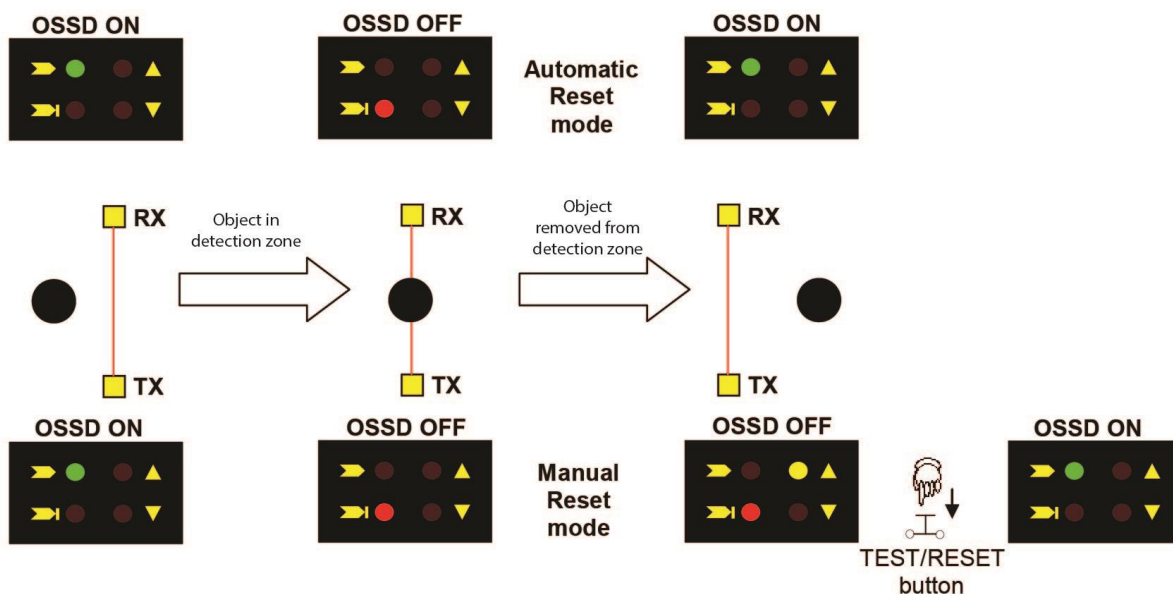 OSSD ON
OSSD OFF
OSSD ON
Automatic
Reset
mode
RX
Object in
detection zone
RX
Object
removed from
detection zone
RX
TX
TX
TX
OSSD ON
OSSD OFF
Manual
Reset
mode
OSSD OFF
OSSD ON
TEST/RESET
button